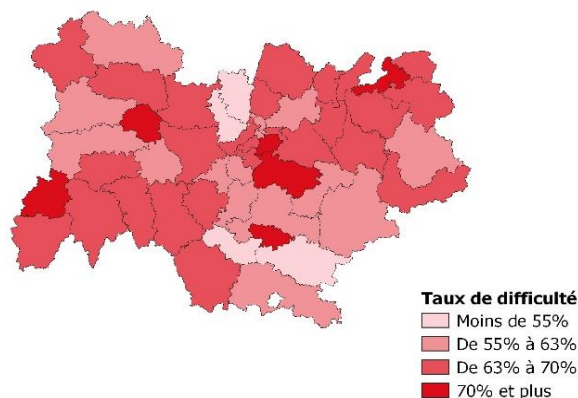 Taux de difficulté
Moins de 55%
De 55% à 63%
De 63% à 70%
70% et plus